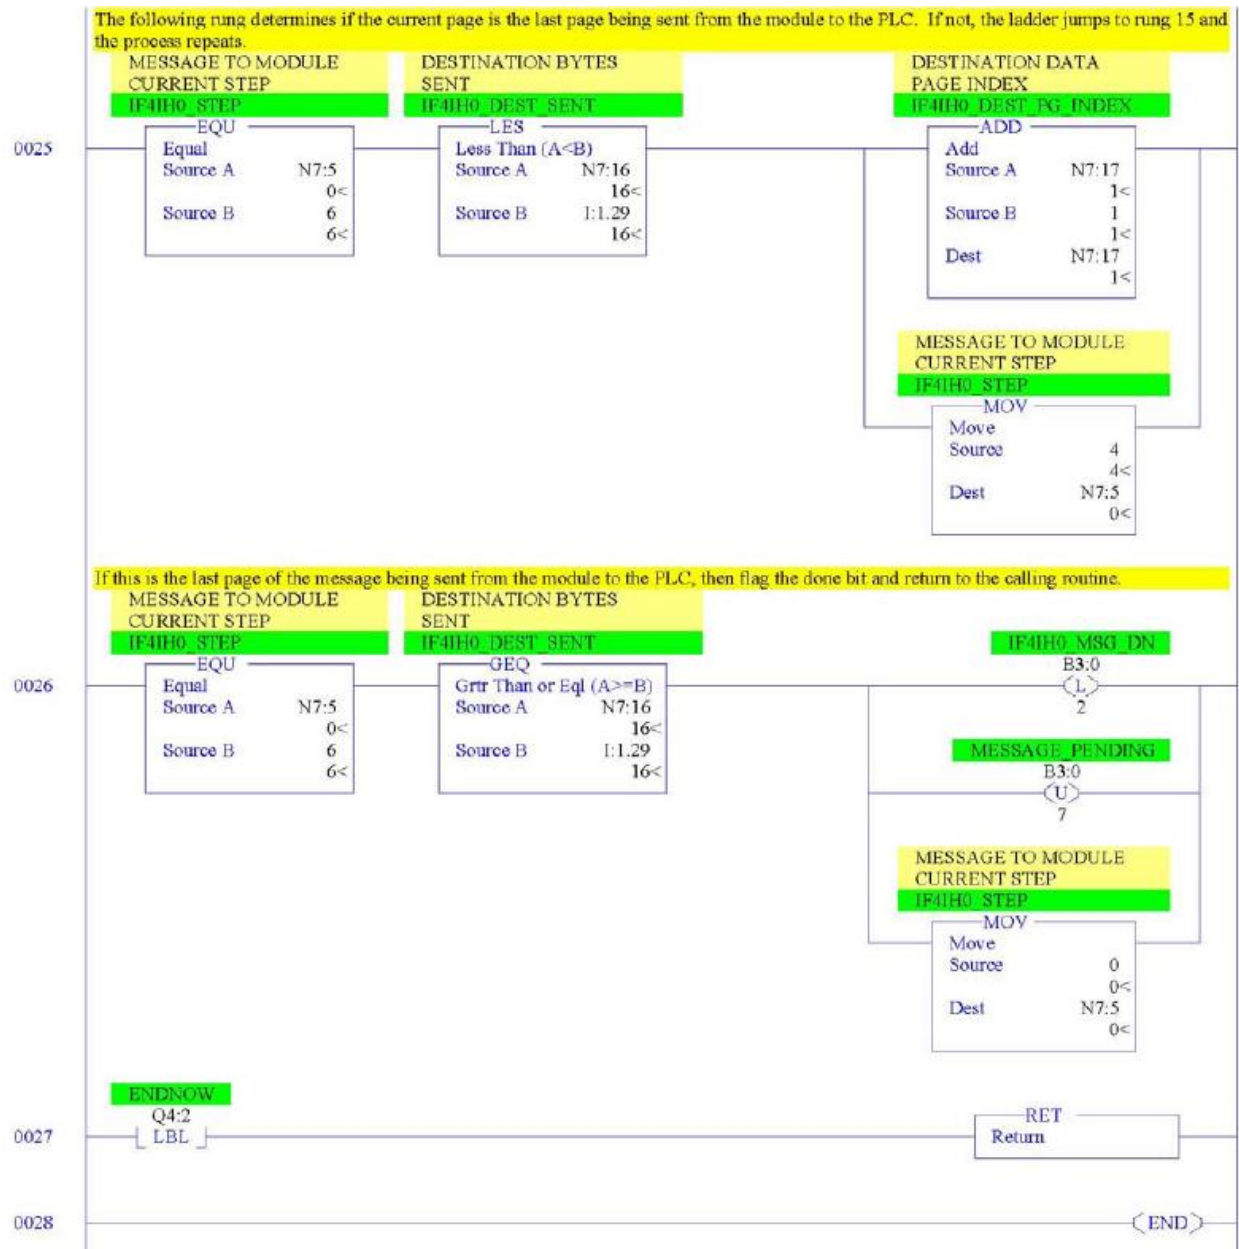 The following rung determines if the current page is the last page being sent from the module to the PLC. If not, the ladder jumps to rung 15 and
the process repeats.
MESSAGE TO MODULE
CURRENT STEP
IF4IH0_STEP
DESTINATION BYTES
SENT
IF4IH0_DEST_SENT
DESTINATION DATA
PAGE INDEX
IF4IH0_DEST_PG_INDEX
0025
EQU
Equal
Source A N7:5
0<
Source B 6
6<
LES
Less Than (A<B)
Source A N7:16
16<
Source B I:1.29
16<
ADD
Add
Source A N7:17
1<
Source B 1
1<
Dest N7:17
1<
MESSAGE TO MODULE
CURRENT STEP
IF4IH0_STEP
MOV
Move
Source 4
4<
Dest N7:5
0<
If this is the last page of the message being sent from the module to the PLC, then flag the done bit and return to the calling routine.
MESSAGE TO MODULE
CURRENT STEP
IF4IH0_STEP
DESTINATION BYTES
SENT
IF4IH0_DEST_SENT
0026
EQU
Equal
Source A N7:5
0<
Source B 6
6<
GEQ
Grtr Than or Eql (A>=B)
Source A N7:16
16<
Source B I:1.29
16<
IF4IH0_MSG_DN
B3:0
L
2
MESSAGE_PENDING
B3:0
U
7
MESSAGE TO MODULE
CURRENT STEP
IF4IH0_STEP
MOV
Move
Source 0
0<
Dest N7:5
0<
ENDNOW
Q4:2
0027
LBL
RET
Return
0028
END